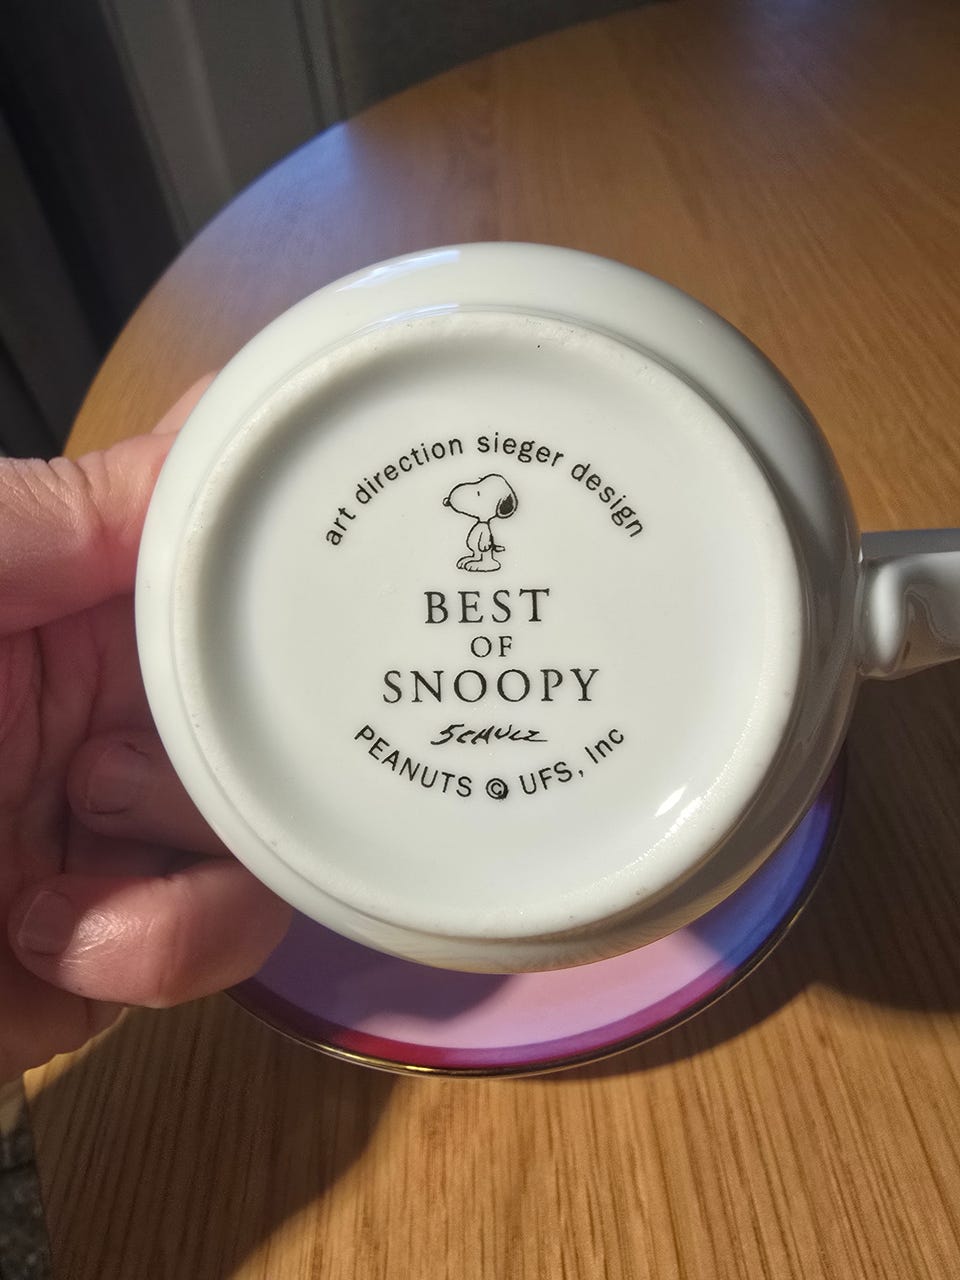 art direction sieger design
BEST
OF
SNOOPY
SCHULZ
PEANUTS © UFS, Inc